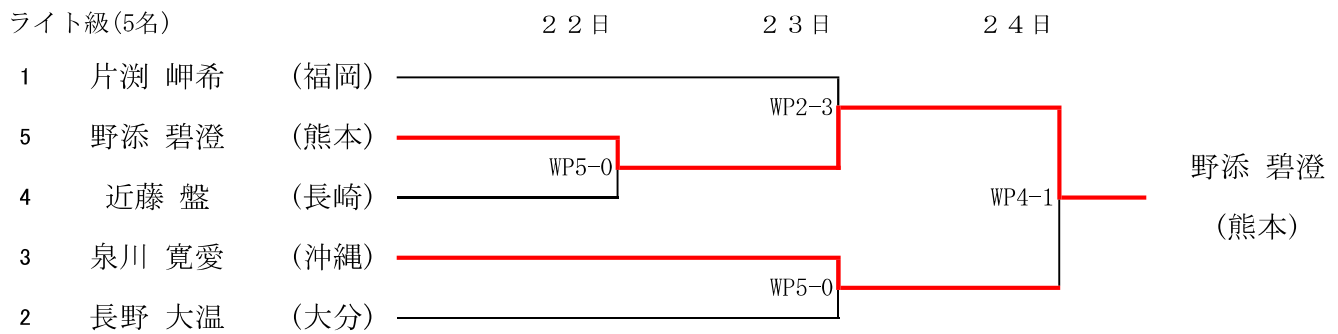 ライト級(5名) ２２日 ２３日 ２４日
1 片渕 岬希 (福岡)
WP2-3
5 野添 碧澄 (熊本)
WP5-0
野添 碧澄
4 近藤 盤 (長崎)
WP4-1
(熊本)
3 泉川 寛愛 (沖縄)
WP5-0
2 長野 大温 (大分)